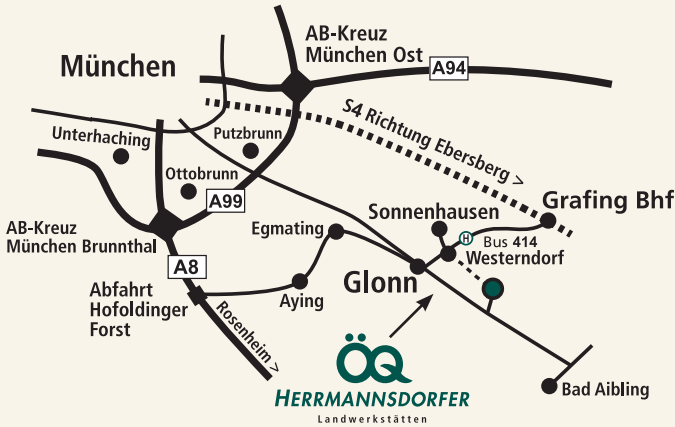 AB-Kreuz
München Ost
München
A94
S4 Richtung Ebersberg >
Putzbrunn
Unterhaching
Ottobrunn
A99
Grafing Bhf
Sonnenhausen
AB-Kreuz
München Brunnthal
Egmating
H
Bus 414
Westerndorf
A8
Glonn
Abfahrt
Hofoldinger
Forst
Aying
Rosenheim >
ÖQ
HERRMANNSDORFER
Landwerkstätten
Bad Aibling